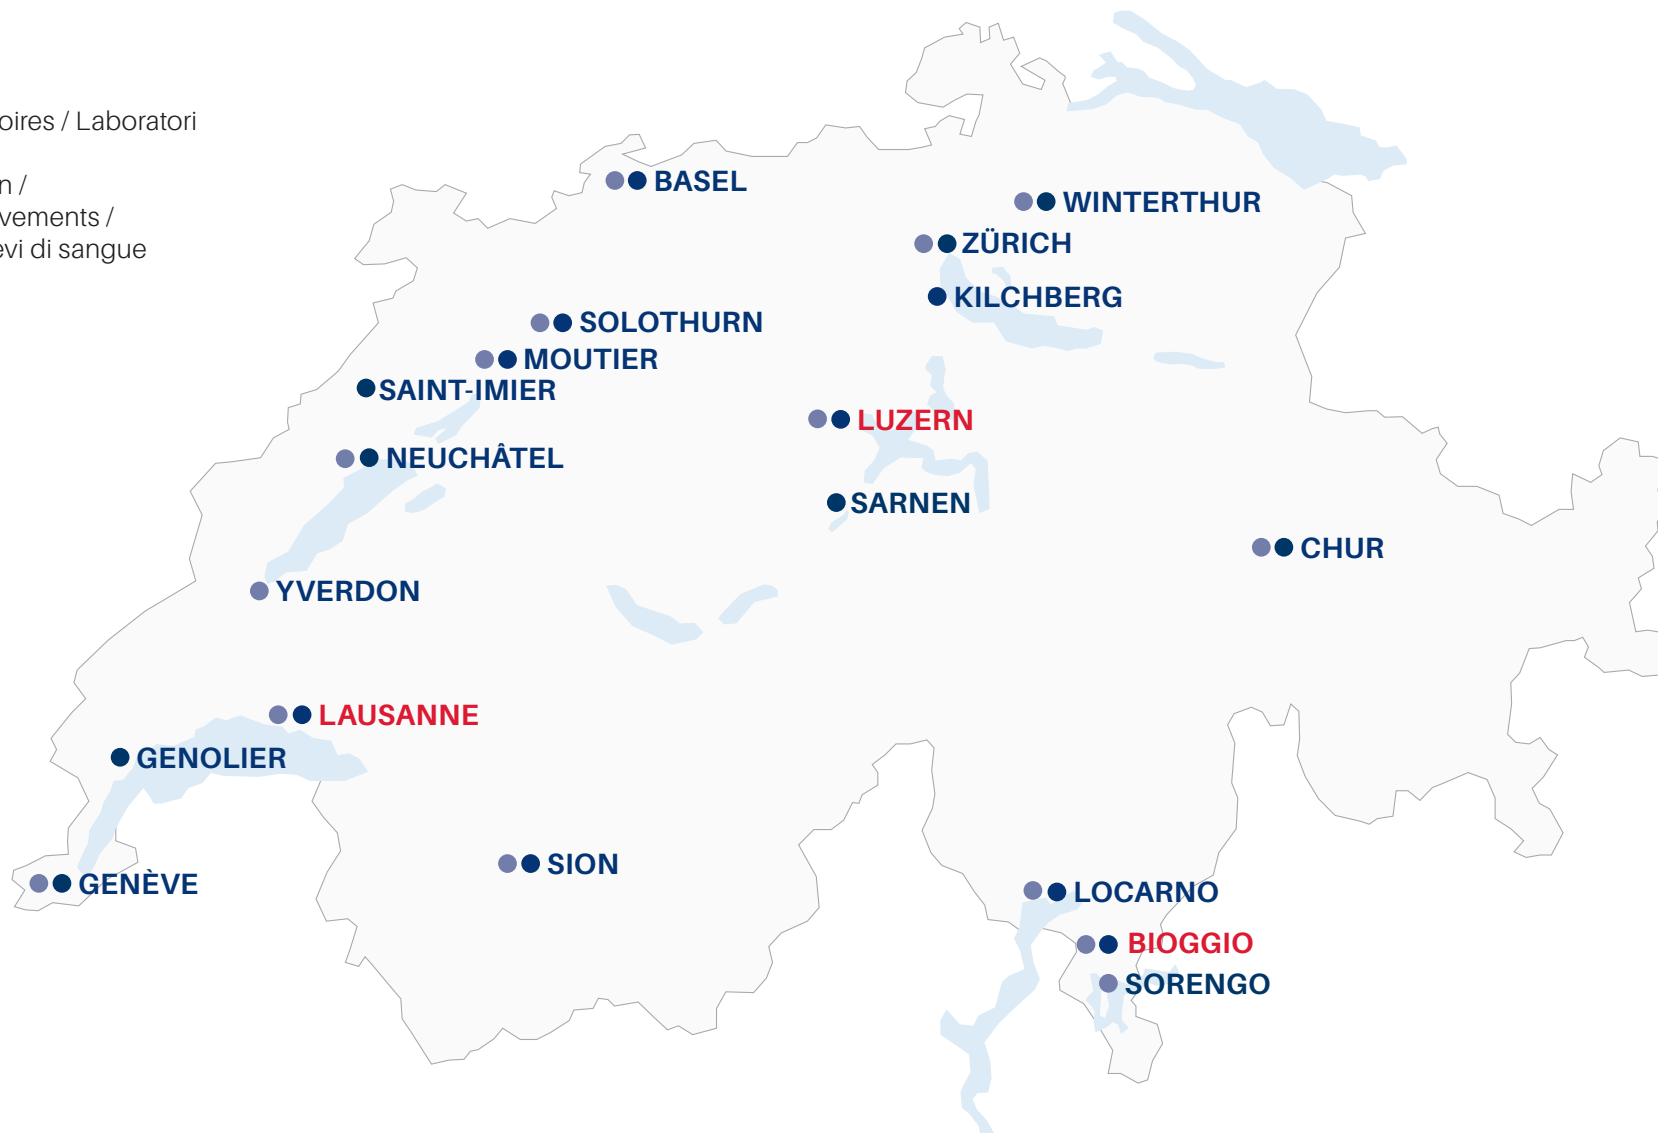 oires / Laboratori
n /
vements /
evi di sangue
BASEL
WINTERTHUR
ZÜRICH
KILCHBERG
SOLOTHURN
MOUTIER
SAINT-IMIER
LUZERN
NEUCHÂTEL
SARNEN
CHUR
YVERDON
LAUSANNE
GENOLIER
SION
GENÈVE
LOCARNO
BIOGGIO
SORENGO